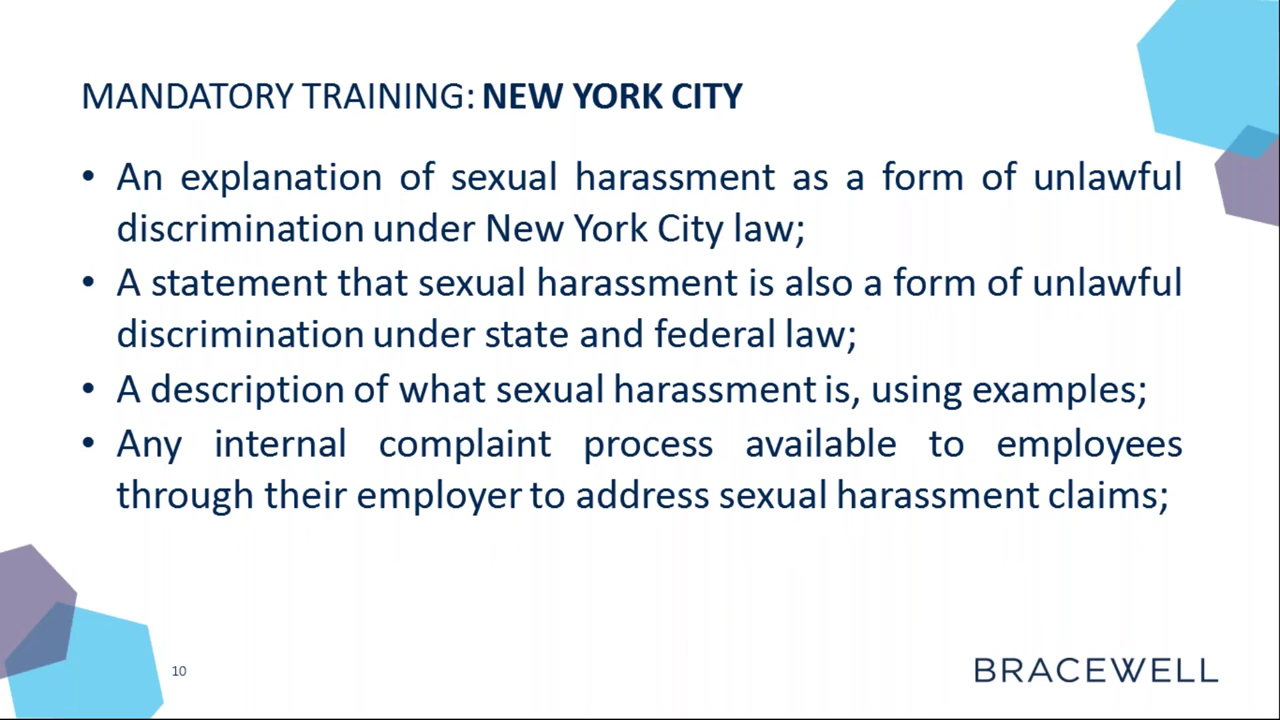 MANDATORY TRAINING: NEW YORK CITY
• An explanation of sexual harassment as a form of unlawful
discrimination under New York City law;
• A statement that sexual harassment is also a form of unlawful
discrimination under state and federal law;
• A description of what sexual harassment is, using examples;
• Any internal complaint process available to employees
through their employer to address sexual harassment claims;
10
BRACEWELL